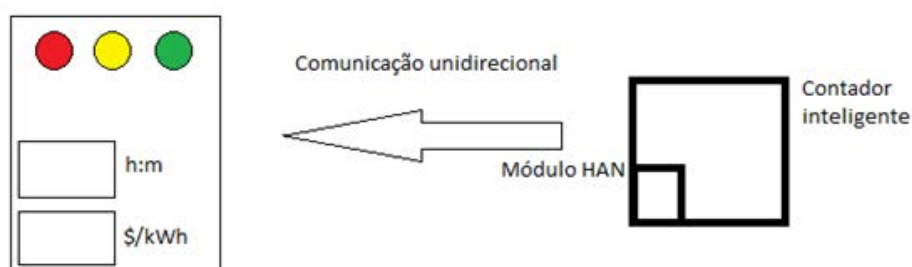 Comunicação unidirecional
Contador
inteligente
Módulo HAN
h:m
$/kWh